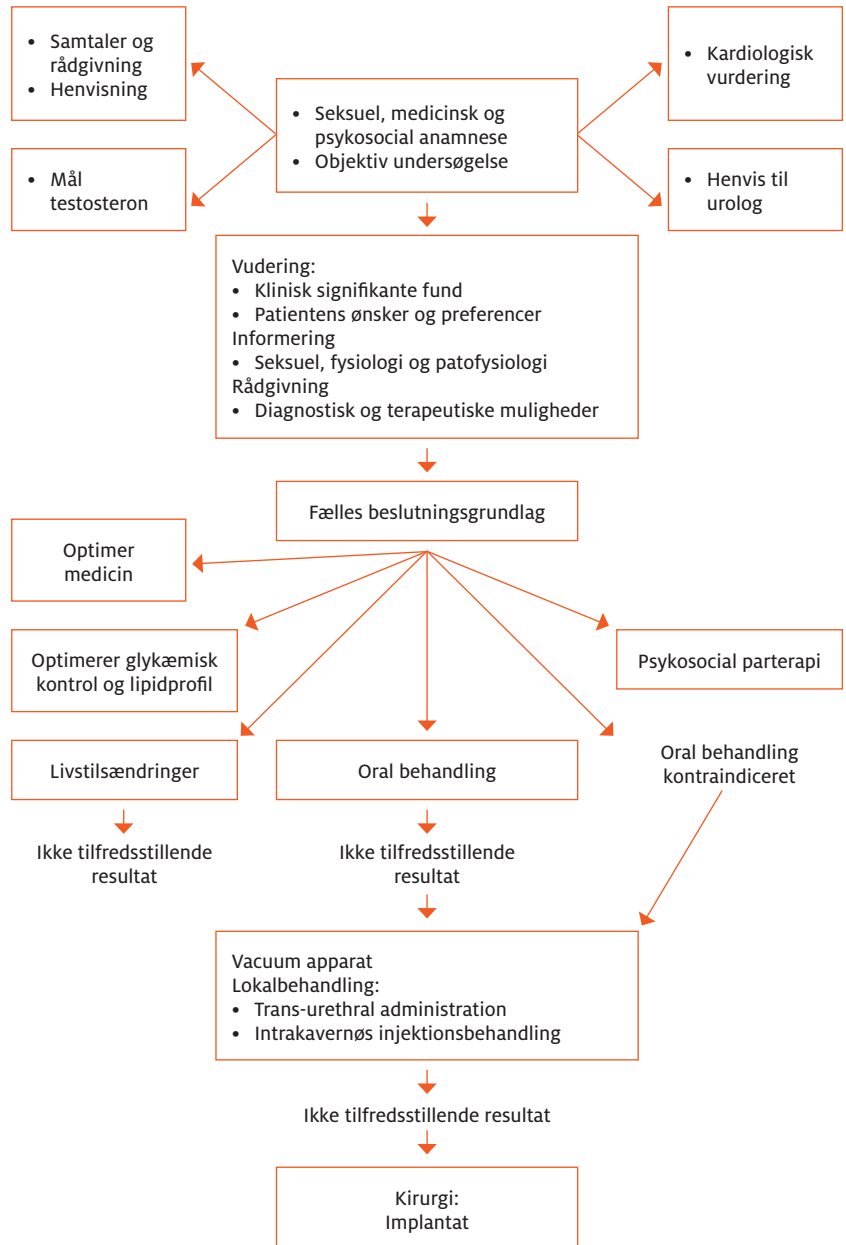 • Samtaler og
rådgivning
• Henvisning
• Kardiologisk
vurdering
• Seksuel, medicinsk og
psykosocial anamnese
• Objektiv undersøgelse
• Mål
testosteron
• Henvis til
urolog
Vudering:
• Klinisk signifikante fund
• Patientens ønsker og preferencer
Informering
• Seksuel, fysiologi og patofysiologi
Rådgivning
• Diagnostisk og terapeutiske muligheder
Fælles beslutningsgrundlag
Optimer
medicin
Optimerer glykæmisk
kontrol og lipidprofil
Psykosocial parterapi
Livstilsændringer
Oral behandling
Oral behandling
kontraindiceret
Ikke tilfredsstillende
resultat
Ikke tilfredsstillende
resultat
Vacuum apparat
Lokalbehandling:
• Trans-urethral administration
• Intrakavernøs injektionsbehandling
Ikke tilfredsstillende resultat
Kirurgi:
Implantat